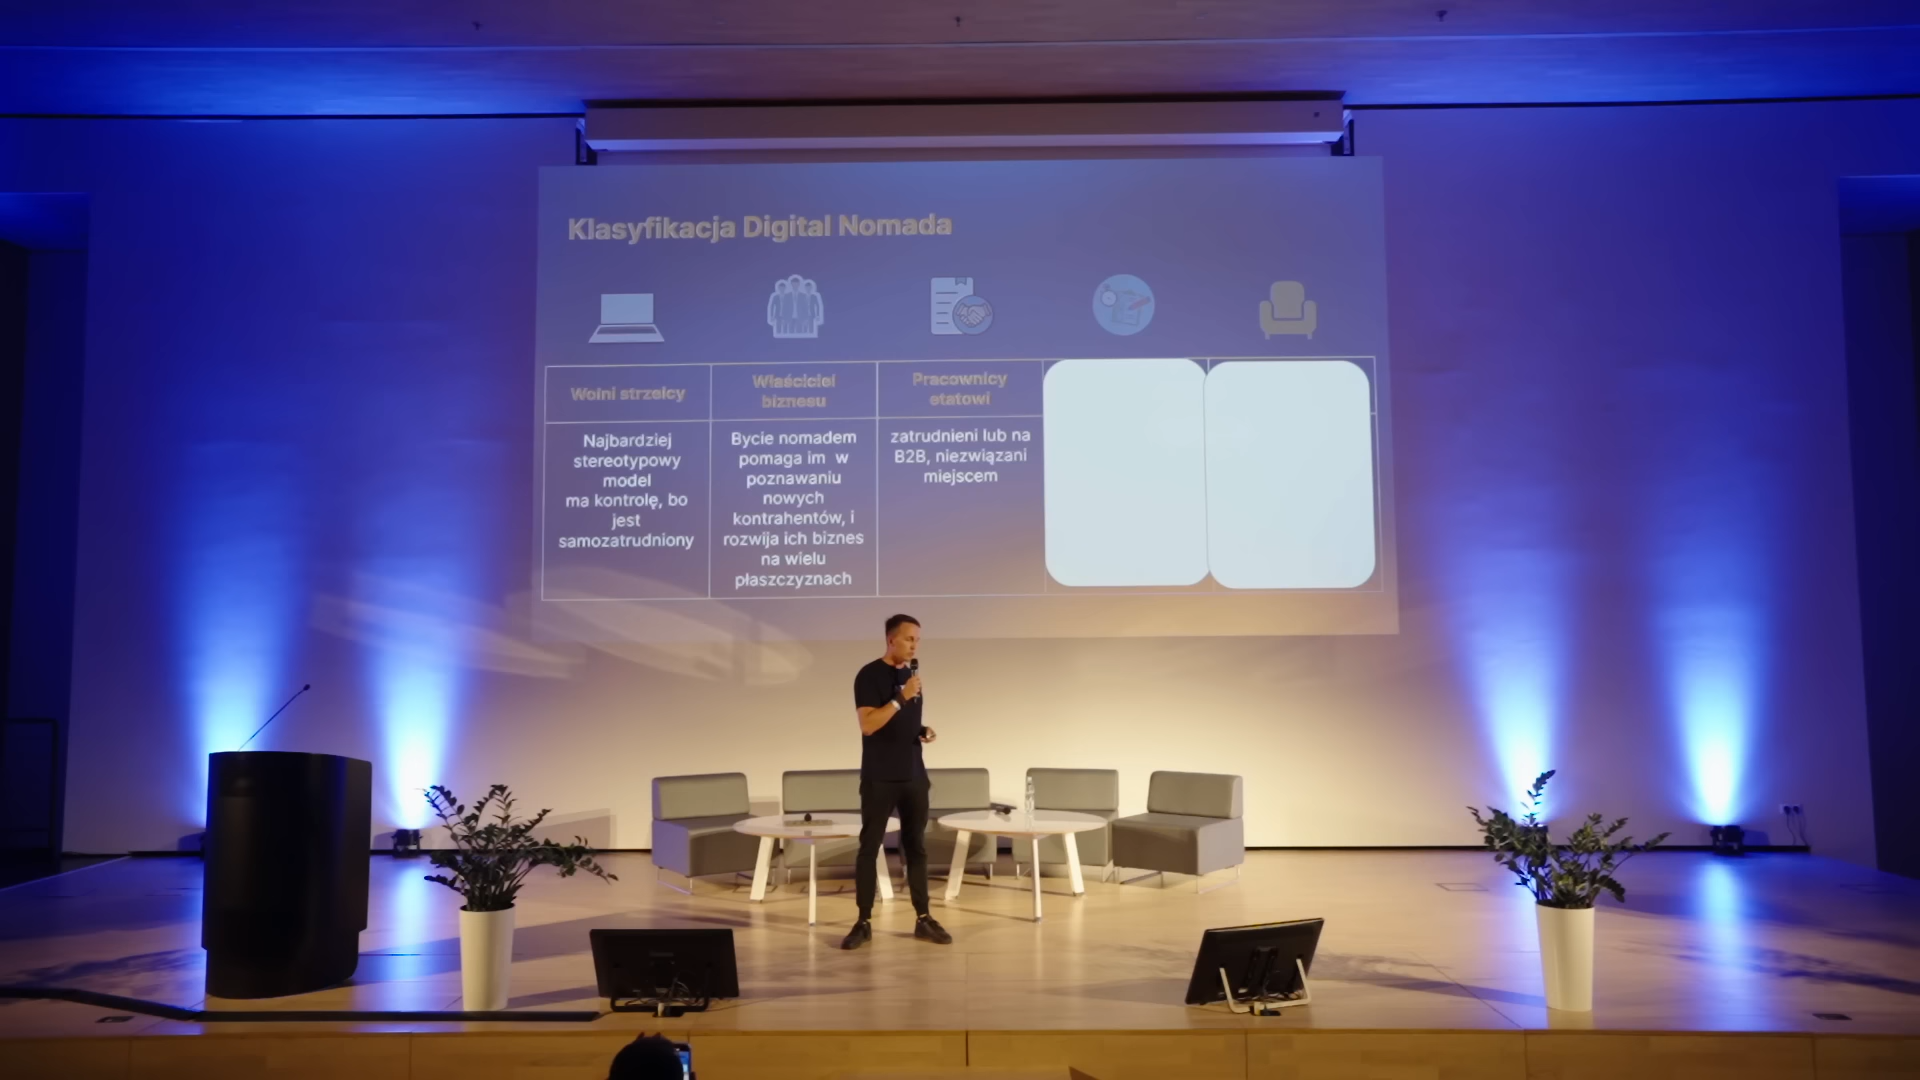 Klasyfikacja Digital Nomada
Wolni strzelcy
Najbardziej
stereotypowy
model
ma kontrolę, bo
jest
samozatrudniony
Właściciel
biznesu
Bycie nomadem
pomaga im w
poznawaniu
nowych
kontrahentów, i
rozwija ich biznes
na wielu
płaszczyznach
Pracownicy
etatowi
zatrudnieni lub na
B2B, niezwiązani
miejscem